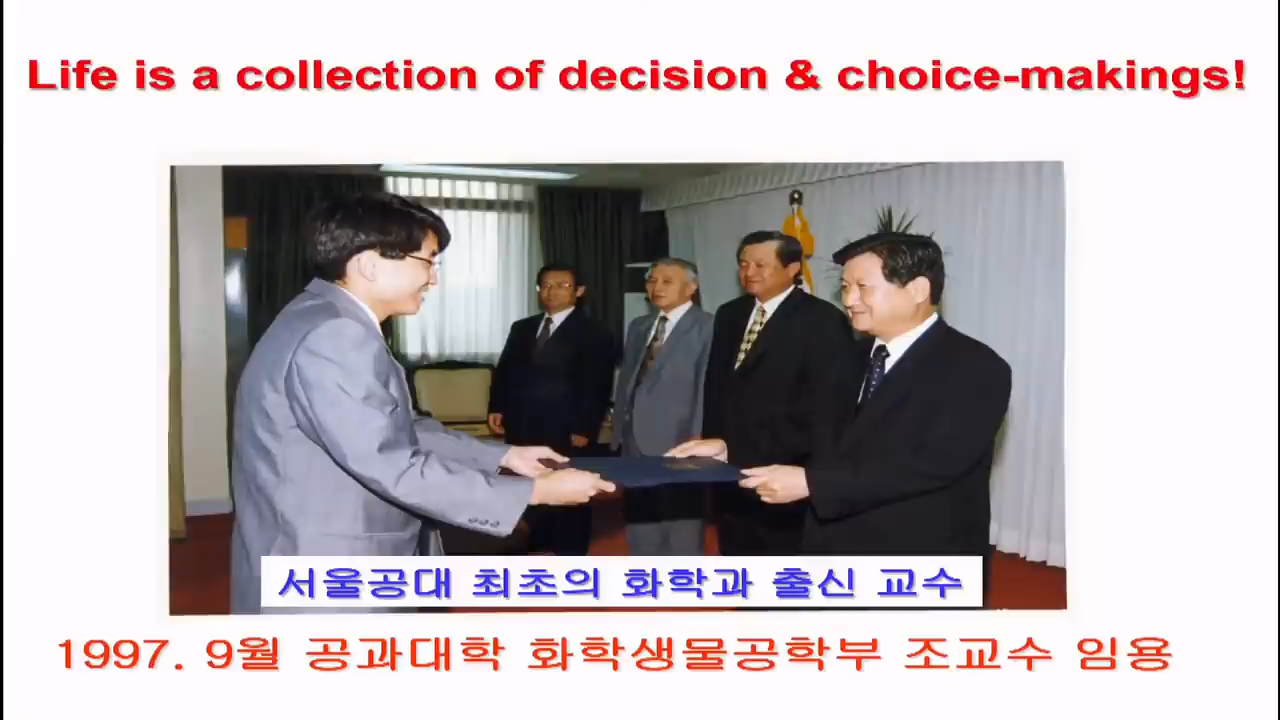 Life is a collection of decision & choice-makings!
서울공대 최초의 화학과 출신 교수
1997. 9월 공과대학 화학생물공학부 조교수 임용